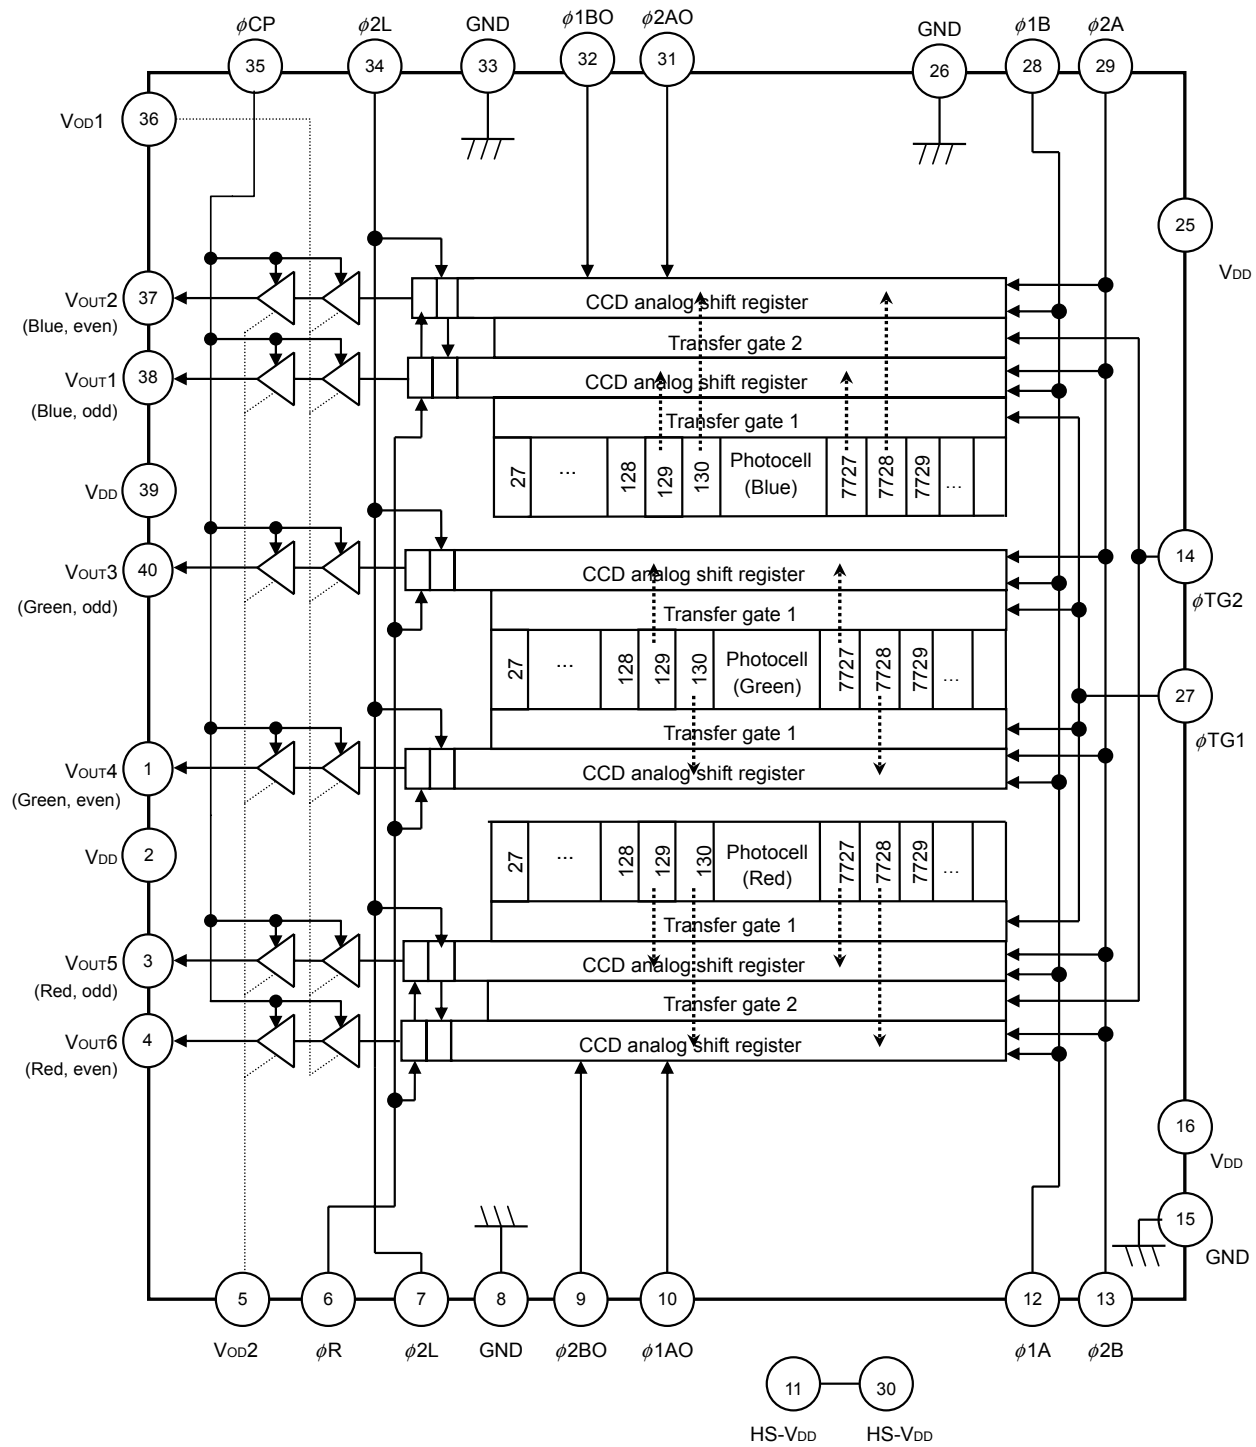 ϕCP
ϕ2L
GND
ϕ1BO
ϕ2AO
GND
ϕ1B
ϕ2A
35
34
33
32
31
26
28
29
36
VOD1
25
VDD
VOUT2
37
(Blue, even)
CCD analog shift register
Transfer gate 2
VOUT1
38
(Blue, odd)
CCD analog shift register
Transfer gate 1
27
...
128
129
130
Photocell
(Blue)
7727
7728
7729
...
VDD
39
VOUT3
40
(Green, odd)
CCD analog shift register
14
ϕTG2
Transfer gate 1
27
...
128
129
130
Photocell
(Green)
7727
7728
7729
...
27
ϕTG1
Transfer gate 1
VOUT4
1
(Green, even)
CCD analog shift register
VDD
2
27
...
128
129
130
Photocell
(Red)
7727
7728
7729
...
Transfer gate 1
VOUT5
3
(Red, odd)
CCD analog shift register
Transfer gate 2
VOUT6
4
(Red, even)
CCD analog shift register
16
VDD
15
GND
5
6
7
8
9
10
12
13
VOD2
ϕR
ϕ2L
GND
ϕ2BO
ϕ1AO
ϕ1A
ϕ2B
11
30
HS-VDD
HS-VDD